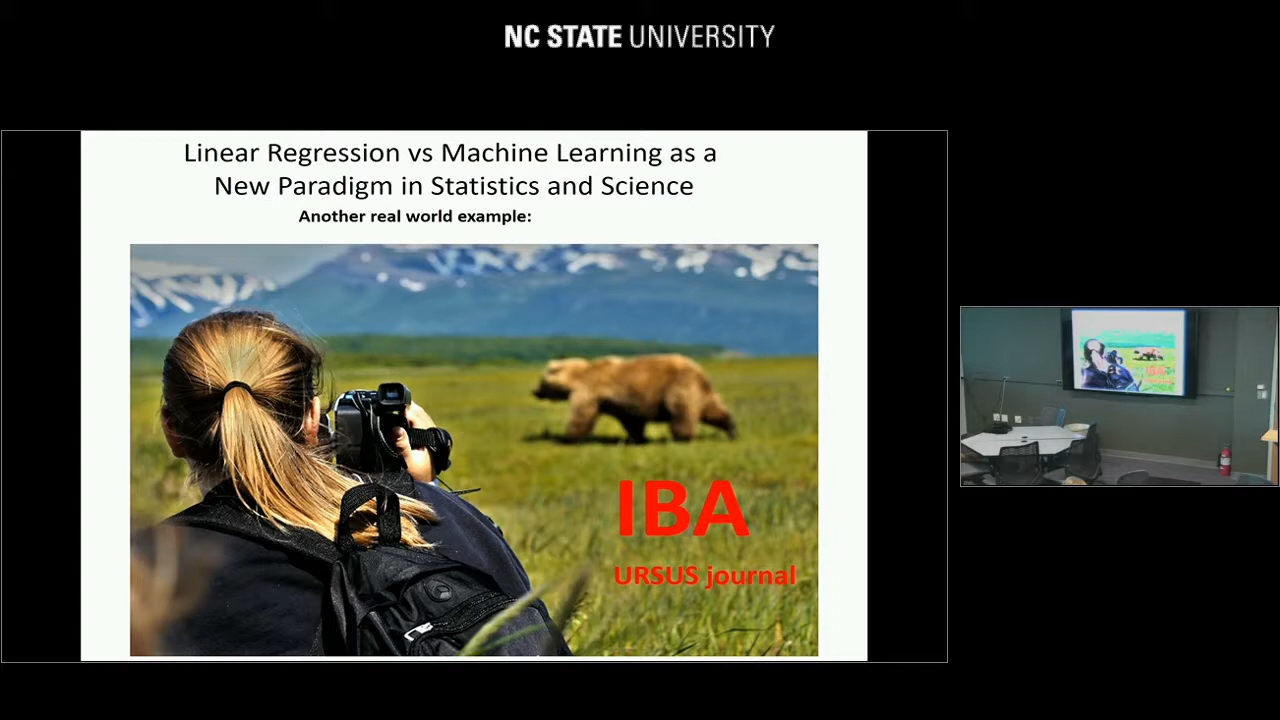 NC STATE UNIVERSITY
Linear Regression vs Machine Learning as a
New Paradigm in Statistics and Science
Another real world example:
IBA
URSUS journal